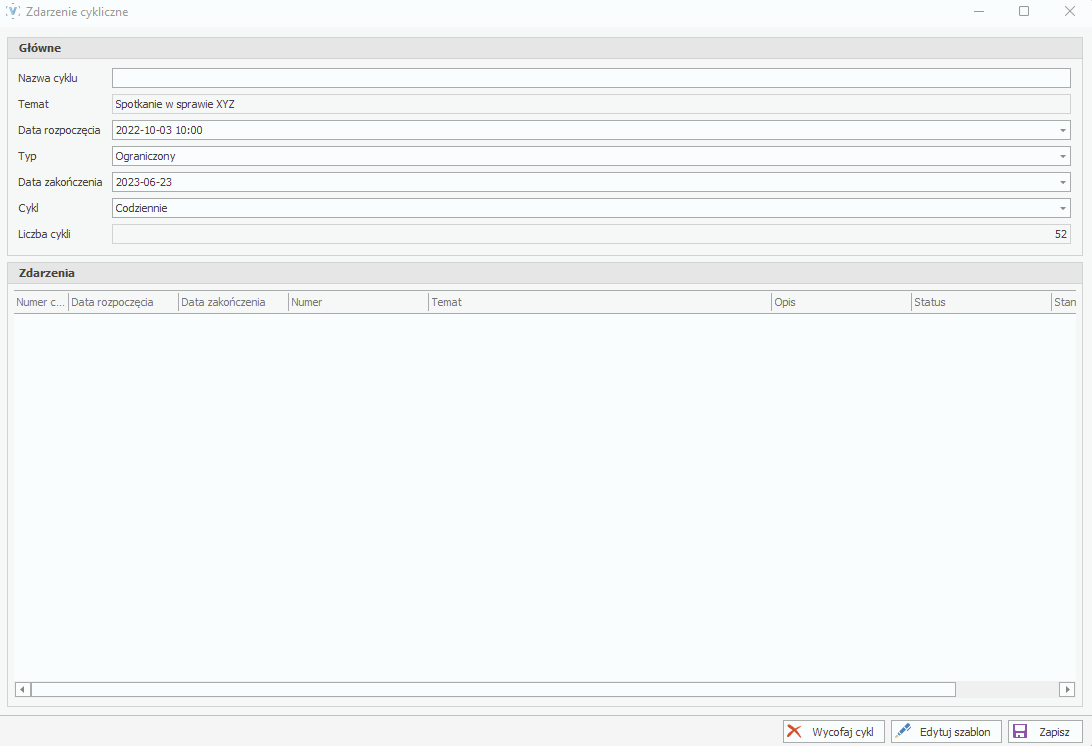 Zdarzenie cykliczne
Główne
Nazwa cyklu
Temat Spotkanie w sprawie XYZ
Data rozpoczęcia 2022-10-03 10:00
Typ Ograniczony
Data zakończenia 2023-06-23
Cykl Codziennie
Liczba cykli 52
Zdarzenia
Numer c... Data rozpoczęcia Data zakończenia Numer Temat Opis Status Stan
Wycofaj cykl Edytuj szablon Zapisz